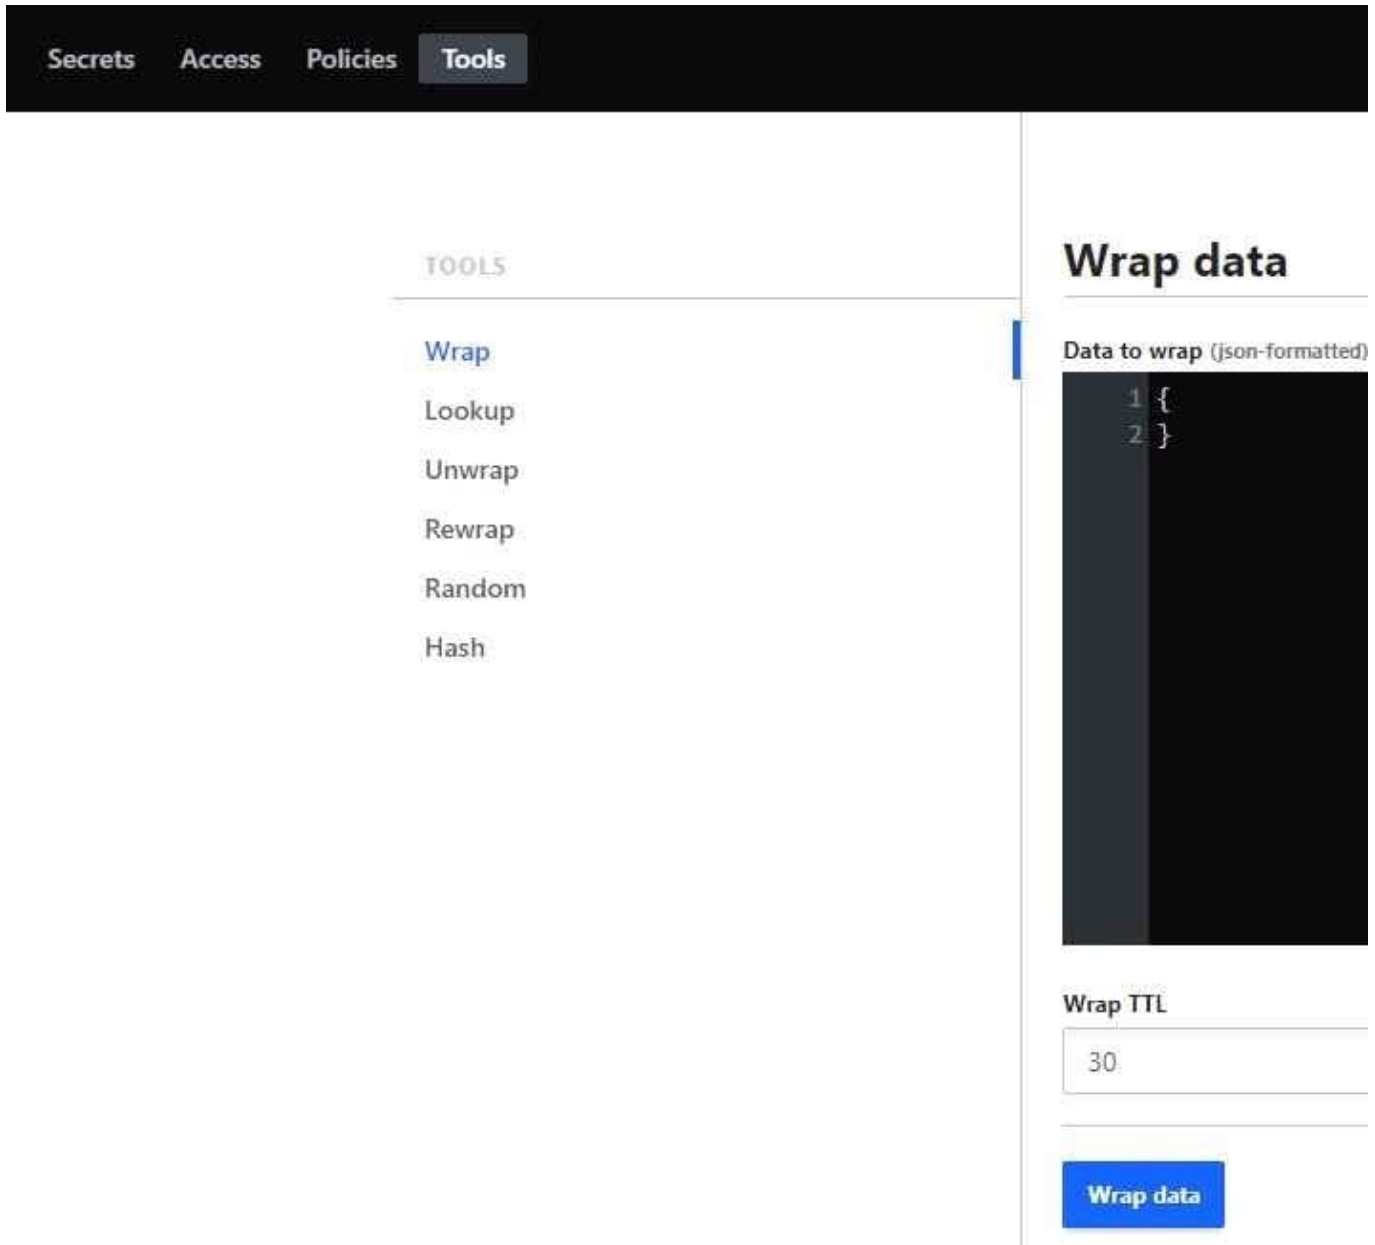 Secrets Access Policies Tools
TOOLS
Wrap
Lookup
Unwrap
Rewrap
Random
Hash
Wrap data
Data to wrap (json-formatted)
1 {
2 }
Wrap TTL
30
Wrap data